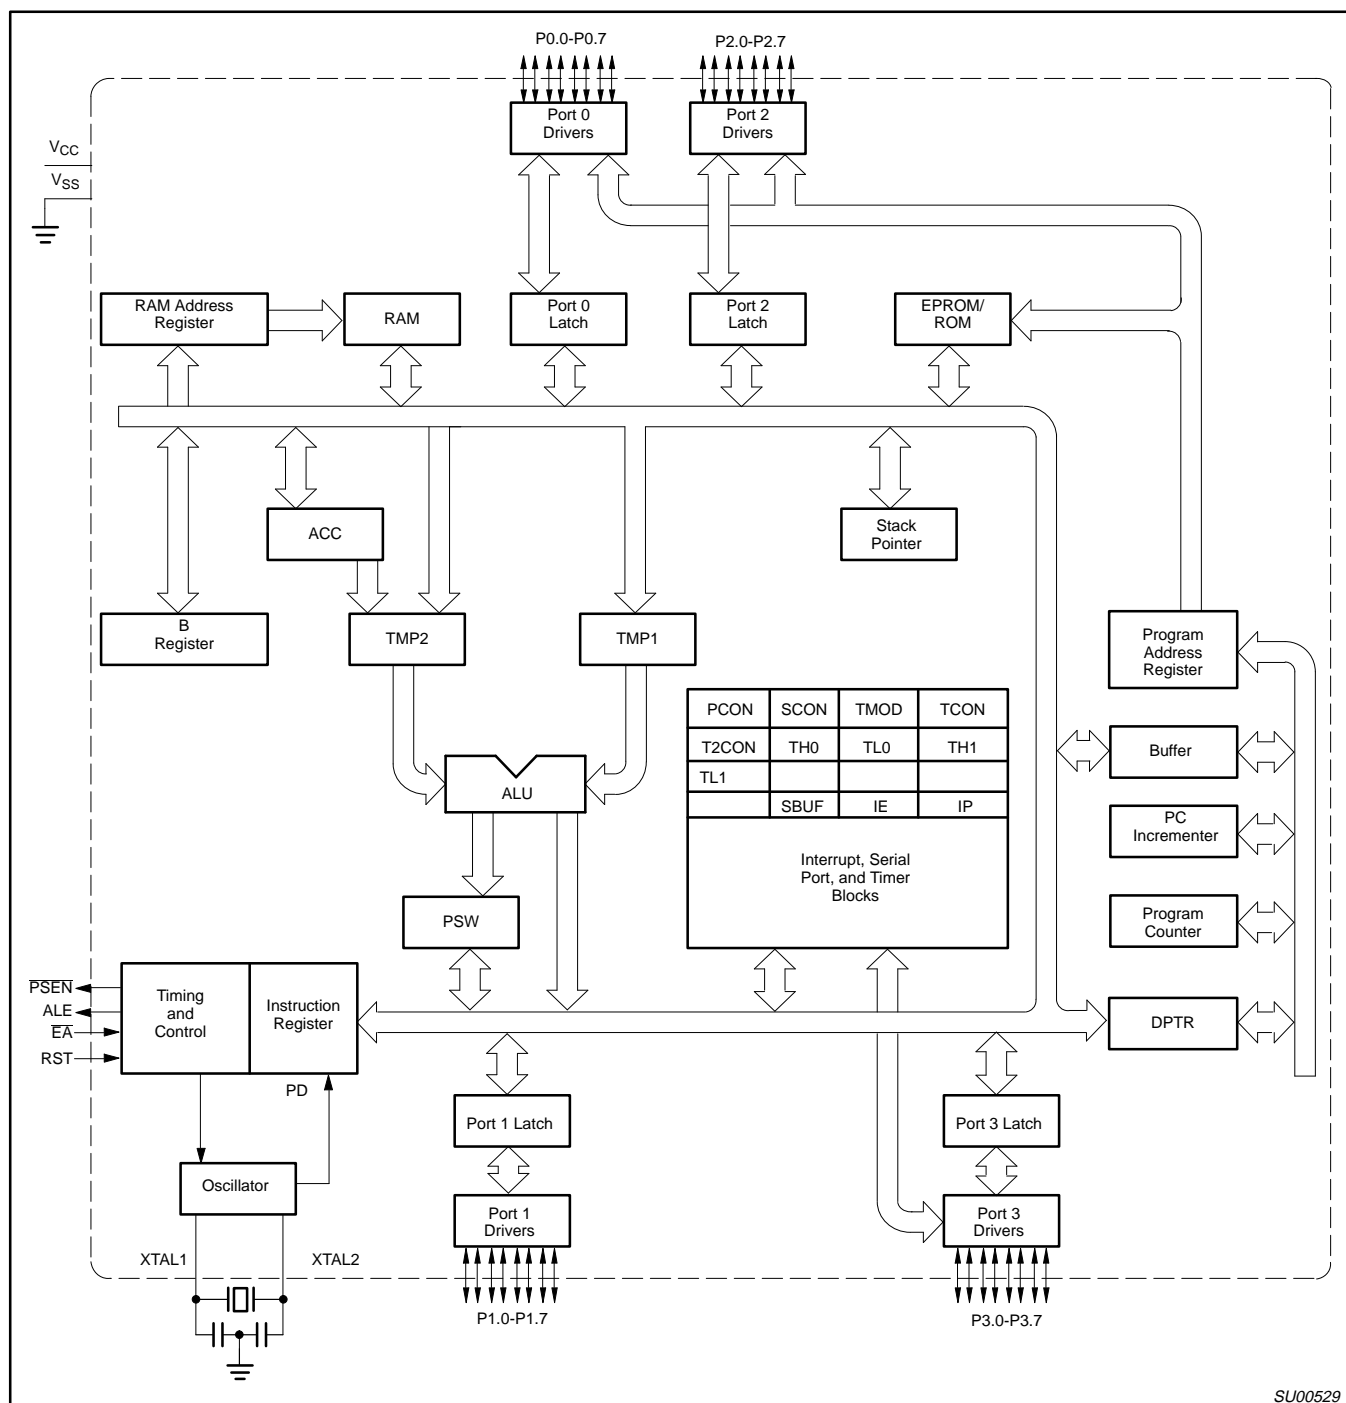 P0.0-P0.7
P2.0-P2.7
Port 0
Drivers
Port 2
Drivers
VCC
VSS
RAM Address
Register
RAM
Port 0
Latch
Port 2
Latch
EPROM/
ROM
ACC
Stack
Pointer
B
Register
TMP2
TMP1
Program
Address
Register
PCON SCON TMOD TCON
T2CON TH0 TL0 TH1
TL1
SBUF IE IP
Interrupt, Serial
Port, and Timer
Blocks
Buffer
ALU
PC
Incrementer
PSW
Program
Counter
PSEN
ALE
EA
RST
Timing
and
Control
Instruction
Register
DPTR
PD
Port 1 Latch
Port 3 Latch
Oscillator
Port 1
Drivers
Port 3
Drivers
XTAL1
XTAL2
P1.0-P1.7
P3.0-P3.7
SU00529